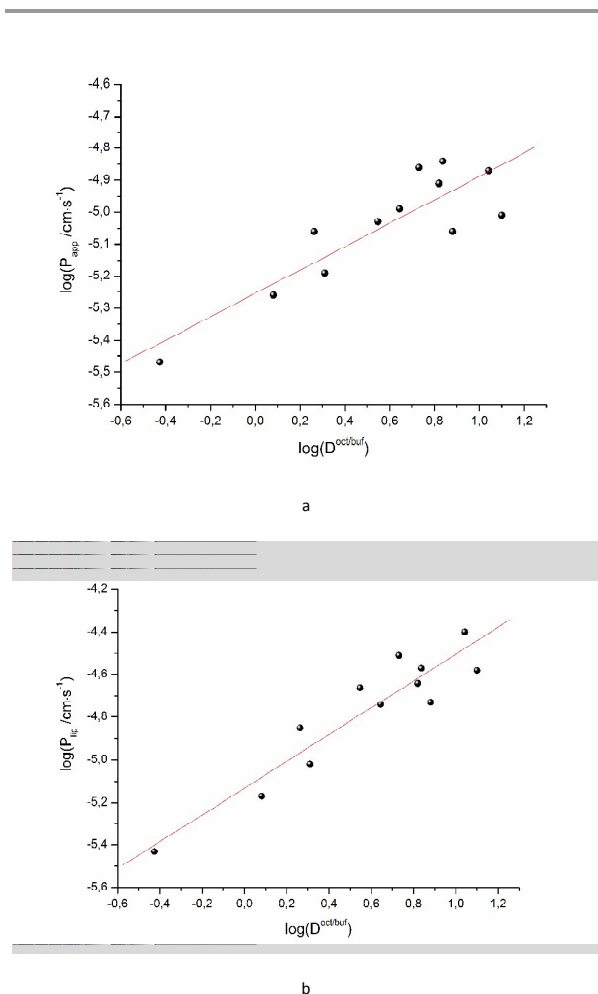 -4,6
-4,7
-4,8
-4,9
-5,0
-5,1
-5,2
-5,3
-5,4
-5,5
-5,6
log(Papp /cm·s-1)
-0,6 -0,4 -0,2 0,0 0,2 0,4 0,6 0,8 1,0 1,2
log(Doct/buf)
a
-4,2
-4,4
-4,6
-4,8
-5,0
-5,2
-5,4
-5,6
log(Plip /cm·s-1)
-0,6 -0,4 -0,2 0,0 0,2 0,4 0,6 0,8 1,0 1,2
log(Doct/buf)
b